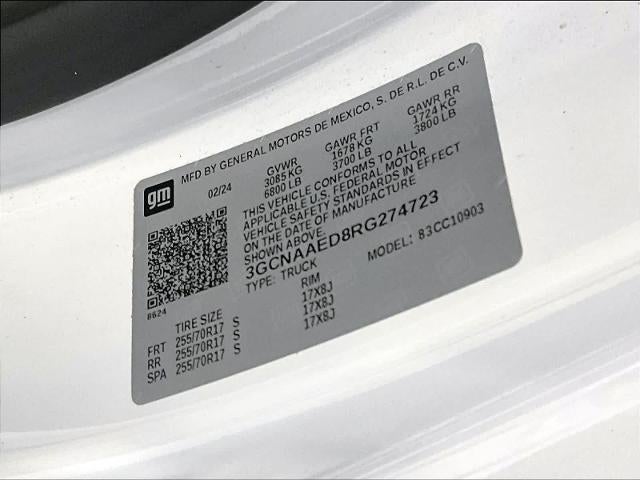 MFD BY GENERAL MOTORS DE MEXICO, S. DE R.L. DE C.V.
gm
02/24 GVWR GAWR FRT GAWR RR
3085 KG 1678 KG 1724 KG
6800 LB 3700 LB 3800 LB
THIS VEHICLE CONFORMS TO ALL
APPLICABLE U.S. FEDERAL MOTOR
VEHICLE SAFETY STANDARDS IN EFFECT
ON THE DATE OF MANUFACTURE
SHOWN ABOVE.
3GCNAAED8RG274723
TYPE: TRUCK MODEL: 83CC10903
8624
TIRE SIZE RIM
FRT 255/70R17 S 17X8J
RR 255/70R17 S 17X8J
SPA 255/70R17 S 17X8J